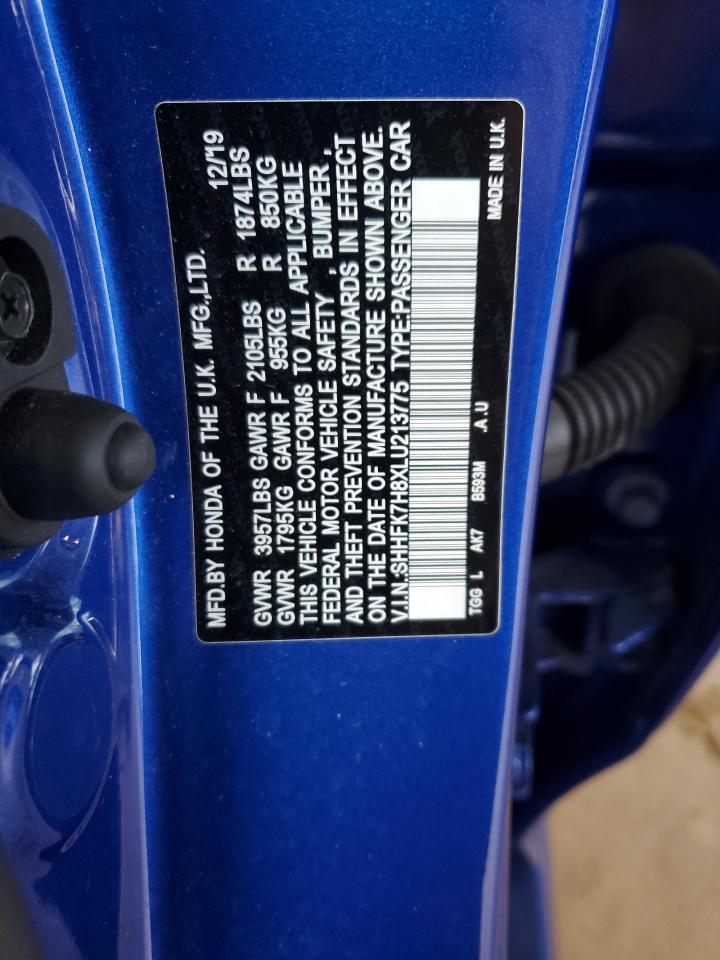 MFD.BY HONDA OF THE U.K. MFG.,LTD. 12/19
GVWR 3957LBS GAWR F 2105LBS R 1874LBS
GVWR 1795KG GAWR F 955KG R 850KG
THIS VEHICLE CONFORMS TO ALL APPLICABLE
FEDERAL MOTOR VEHICLE SAFETY , BUMPER ,
AND THEFT PREVENTION STANDARDS IN EFFECT
ON THE DATE OF MANUFACTURE SHOWN ABOVE.
V.I.N.:SHHFK7H8XLU213775 TYPE:PASSENGER CAR
TGG L AK7 B593M .A.U MADE IN U.K.